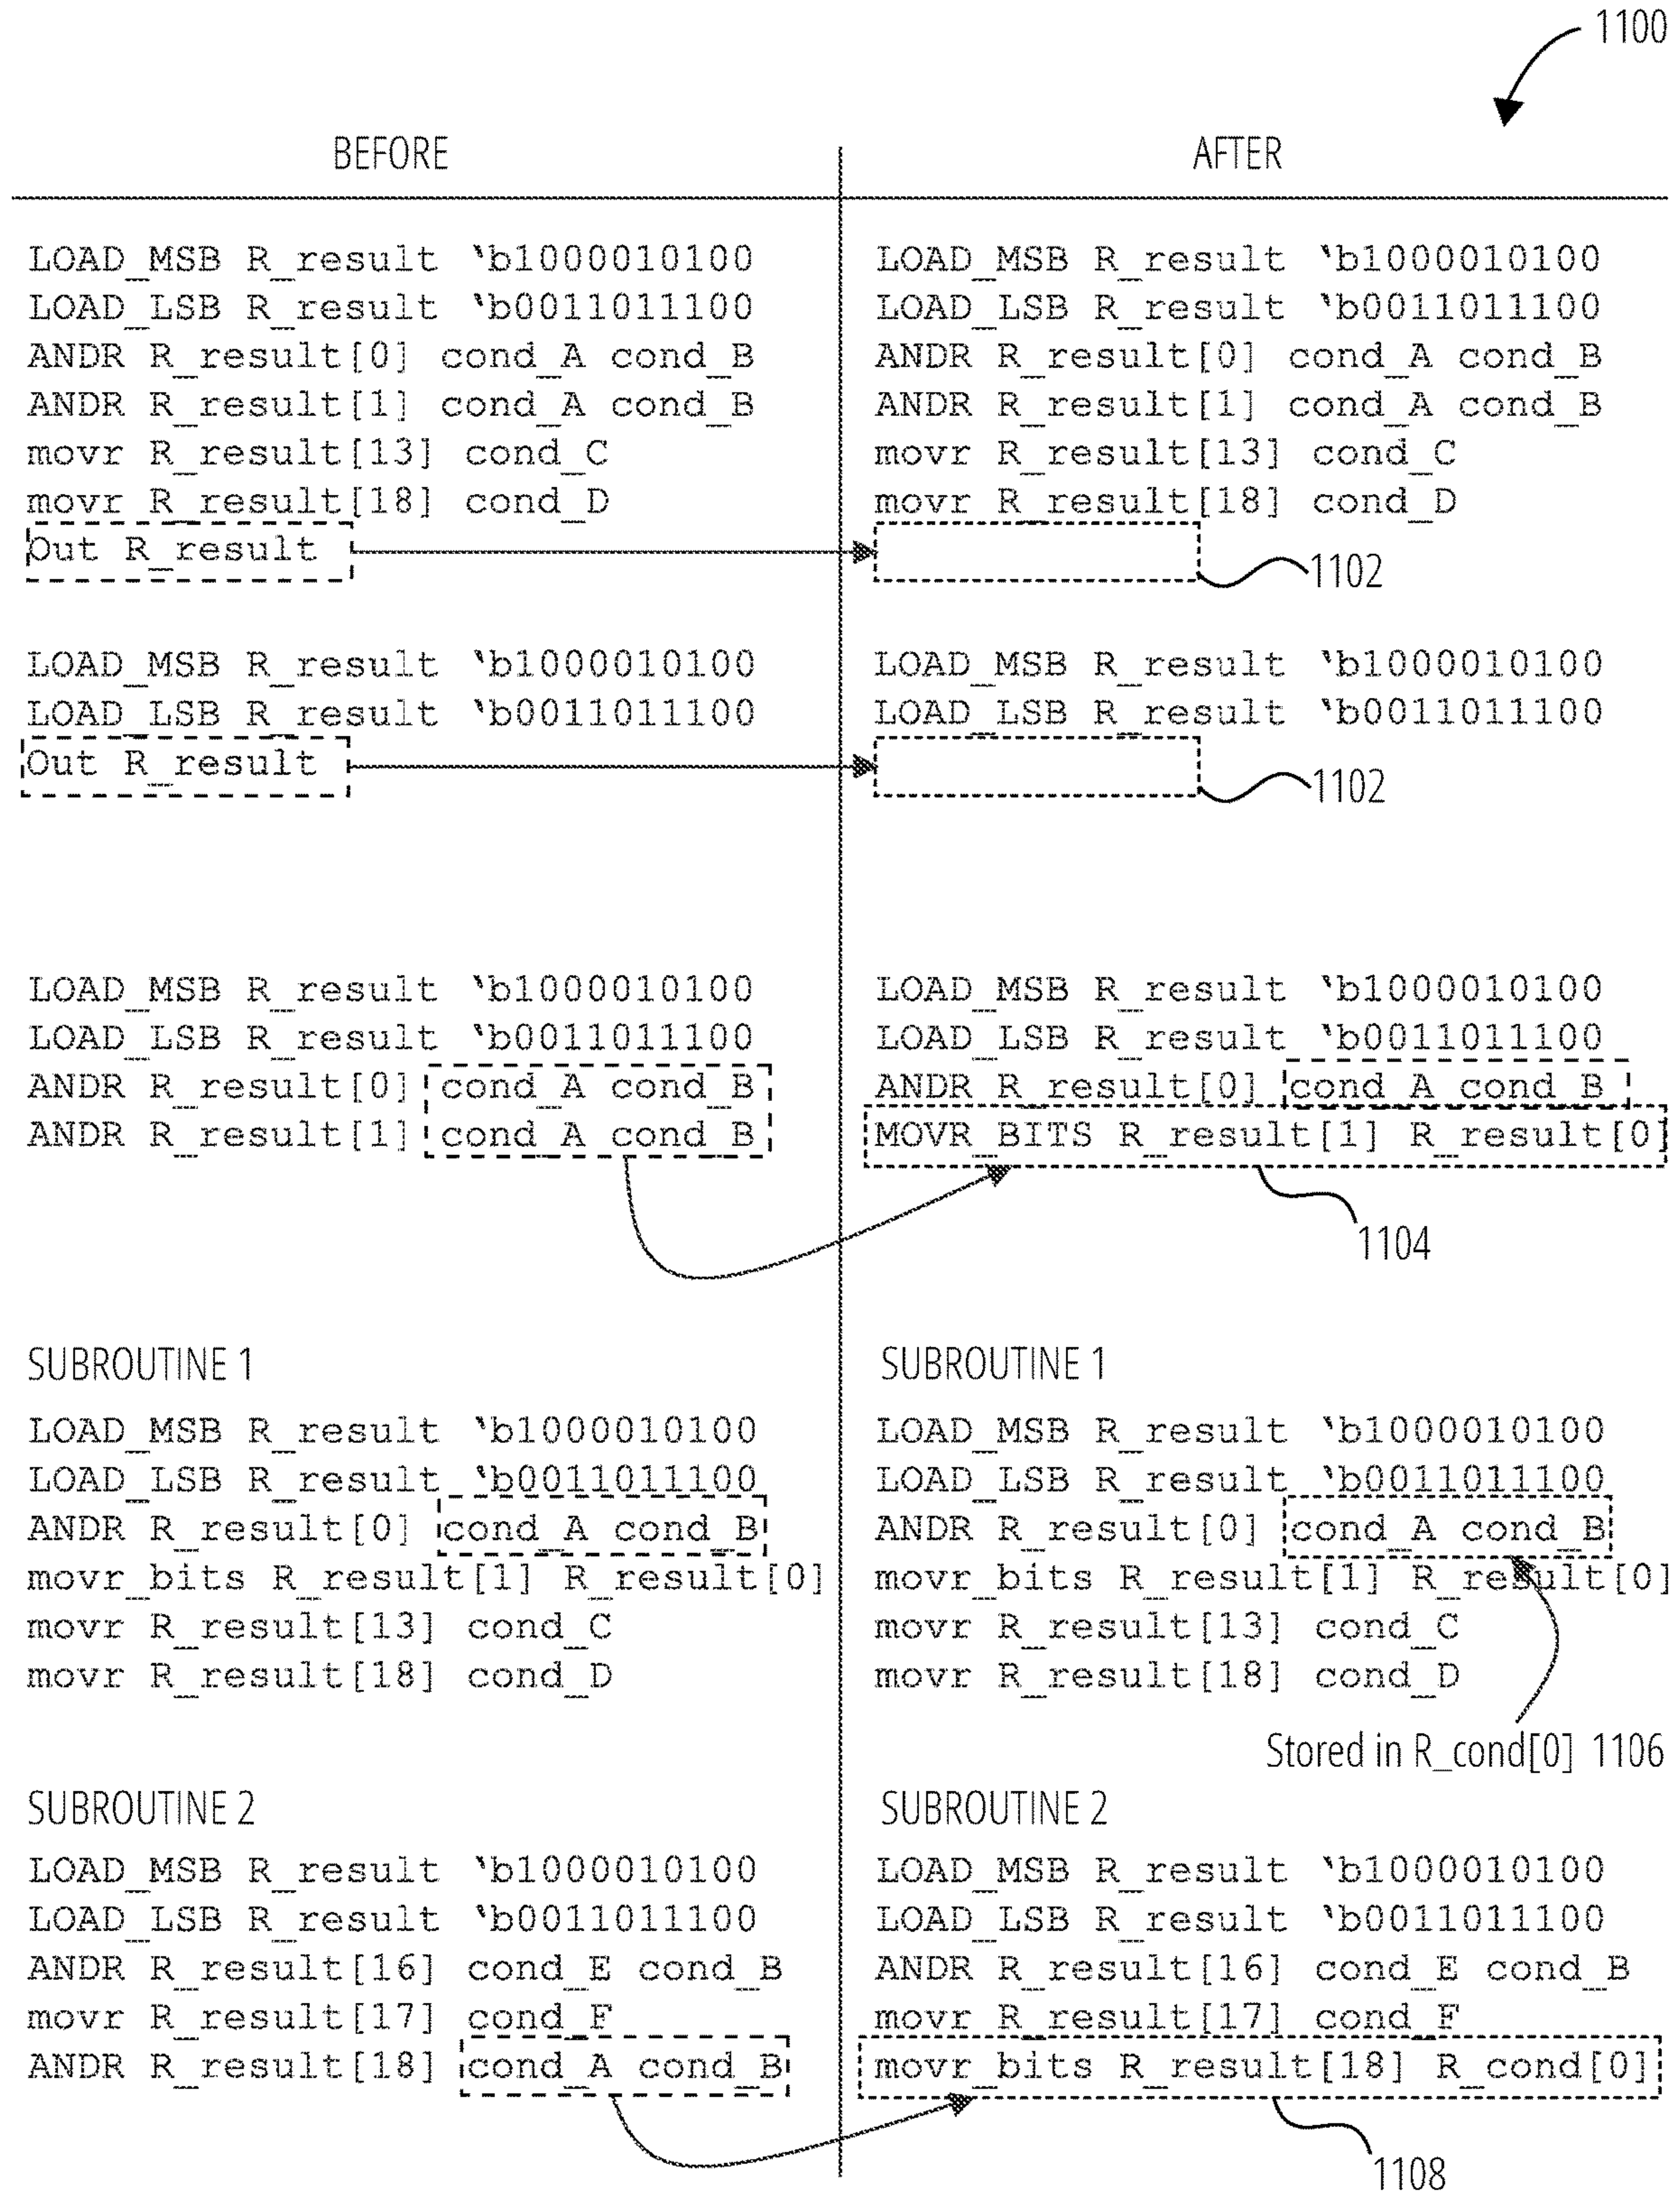 1100
BEFORE
AFTER
LOAD_MSB R_result ‘b1000010100
LOAD_LSB R_result ‘b0011011100
ANDR R_result[0] cond_A cond_B
ANDR R_result[1] cond_A cond_B
movr R_result[13] cond_C
movr R_result[18] cond_D
Out R_result
LOAD_MSB R_result ‘b1000010100
LOAD_LSB R_result ‘b0011011100
ANDR R_result[0] cond_A cond_B
ANDR R_result[1] cond_A cond_B
movr R_result[13] cond_C
movr R_result[18] cond_D
1102
LOAD_MSB R_result ‘b1000010100
LOAD_LSB R_result ‘b0011011100
Out R_result
LOAD_MSB R_result ‘b1000010100
LOAD_LSB R_result ‘b0011011100
1102
LOAD_MSB R_result ‘b1000010100
LOAD_LSB R_result ‘b0011011100
ANDR R_result[0] cond_A cond_B
ANDR R_result[1] cond_A cond_B
LOAD_MSB R_result ‘b1000010100
LOAD_LSB R_result ‘b0011011100
ANDR R_result[0] cond_A cond_B
MOVR_BITS R_result[1] R_result[0]
1104
SUBROUTINE 1
LOAD_MSB R_result ‘b1000010100
LOAD_LSB R_result ‘b0011011100
ANDR R_result[0] cond_A cond_B
movr_bits R_result[1] R_result[0]
movr R_result[13] cond_C
movr R_result[18] cond_D
SUBROUTINE 1
LOAD_MSB R_result ‘b1000010100
LOAD_LSB R_result ‘b0011011100
ANDR R_result[0] cond_A cond_B
movr_bits R_result[1] R_result[0]
movr R_result[13] cond_C
movr R_result[18] cond_D
Stored in R_cond[0] 1106
SUBROUTINE 2
LOAD_MSB R_result ‘b1000010100
LOAD_LSB R_result ‘b0011011100
ANDR R_result[16] cond_E cond_B
movr R_result[17] cond_F
ANDR R_result[18] cond_A cond_B
SUBROUTINE 2
LOAD_MSB R_result ‘b1000010100
LOAD_LSB R_result ‘b0011011100
ANDR R_result[16] cond_E cond_B
movr R_result[17] cond_F
movr_bits R_result[18] R_cond[0]
1108